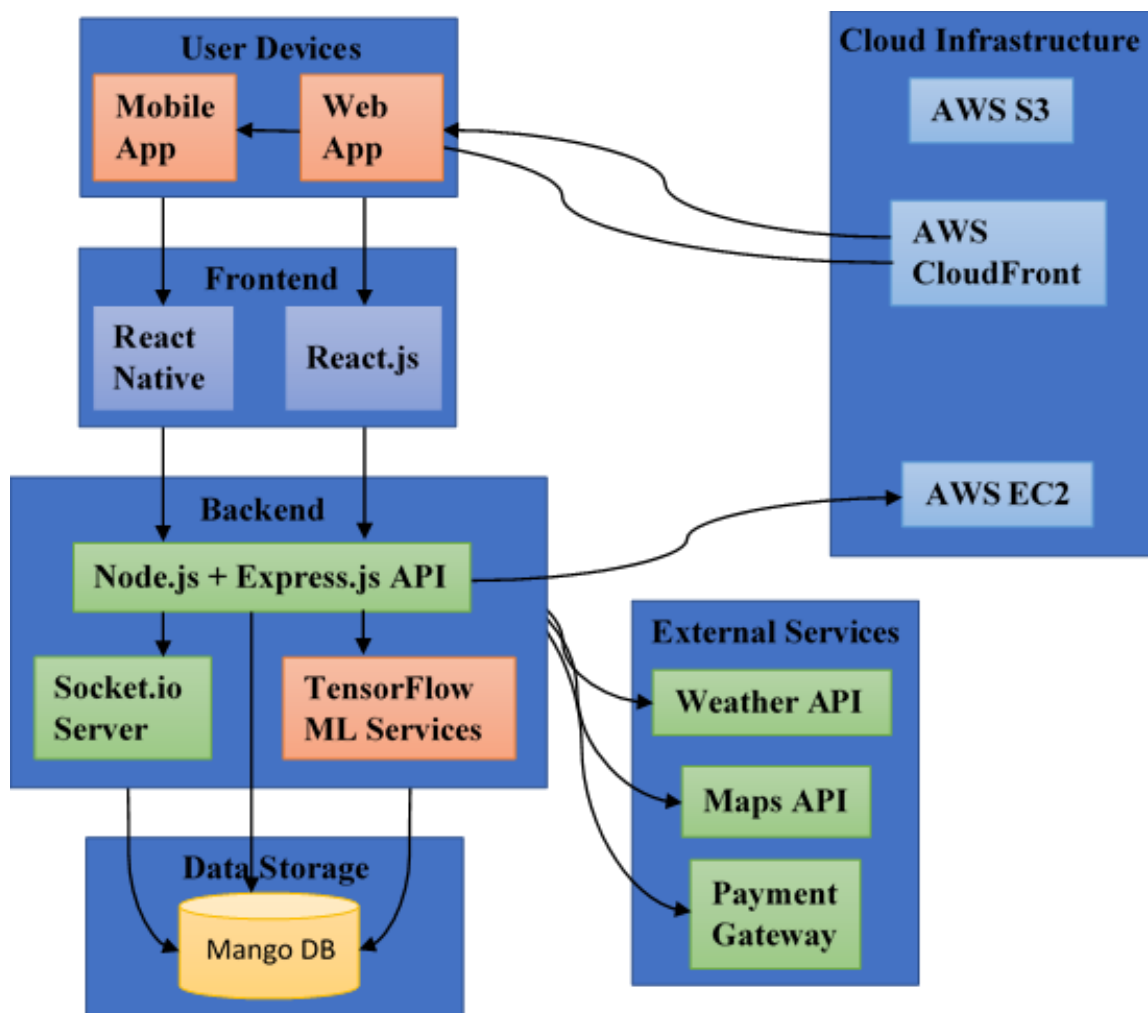 User Devices
Mobile
App
Web
App
Frontend
React
Native
React.js
Backend
Node.js + Express.js API
Socket.io
Server
TensorFlow
ML Services
Data Storage
Mango DB
Cloud Infrastructure
AWS S3
AWS
CloudFront
AWS EC2
External Services
Weather API
Maps API
Payment
Gateway